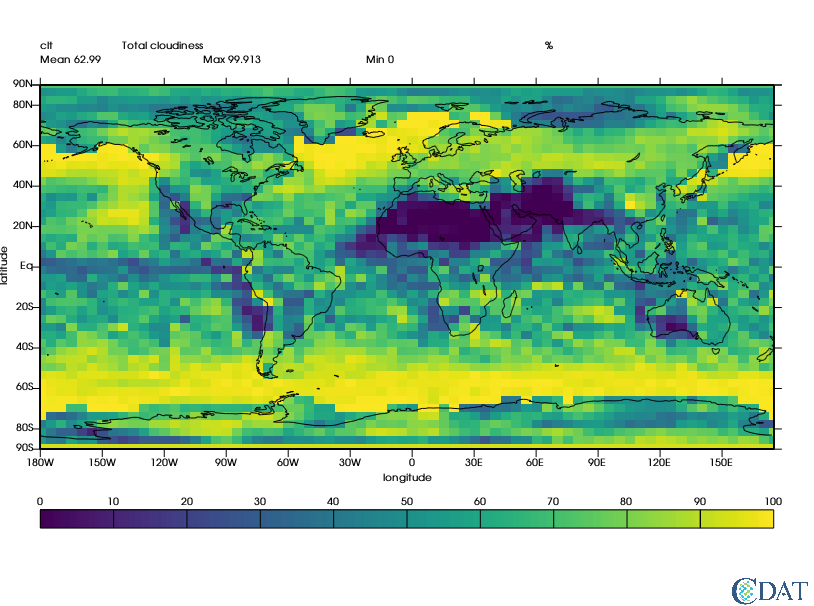 clt Total cloudiness %
Mean 62.99 Max 99.913 Min 0
90N
80N
60N
40N
20N
Eq
20S
40S
60S
80S
90S
latitude
180W 150W 120W 90W 60W 30W 0 30E 60E 90E 120E 150E
longitude
0 10 20 30 40 50 60 70 80 90 100
CDAT